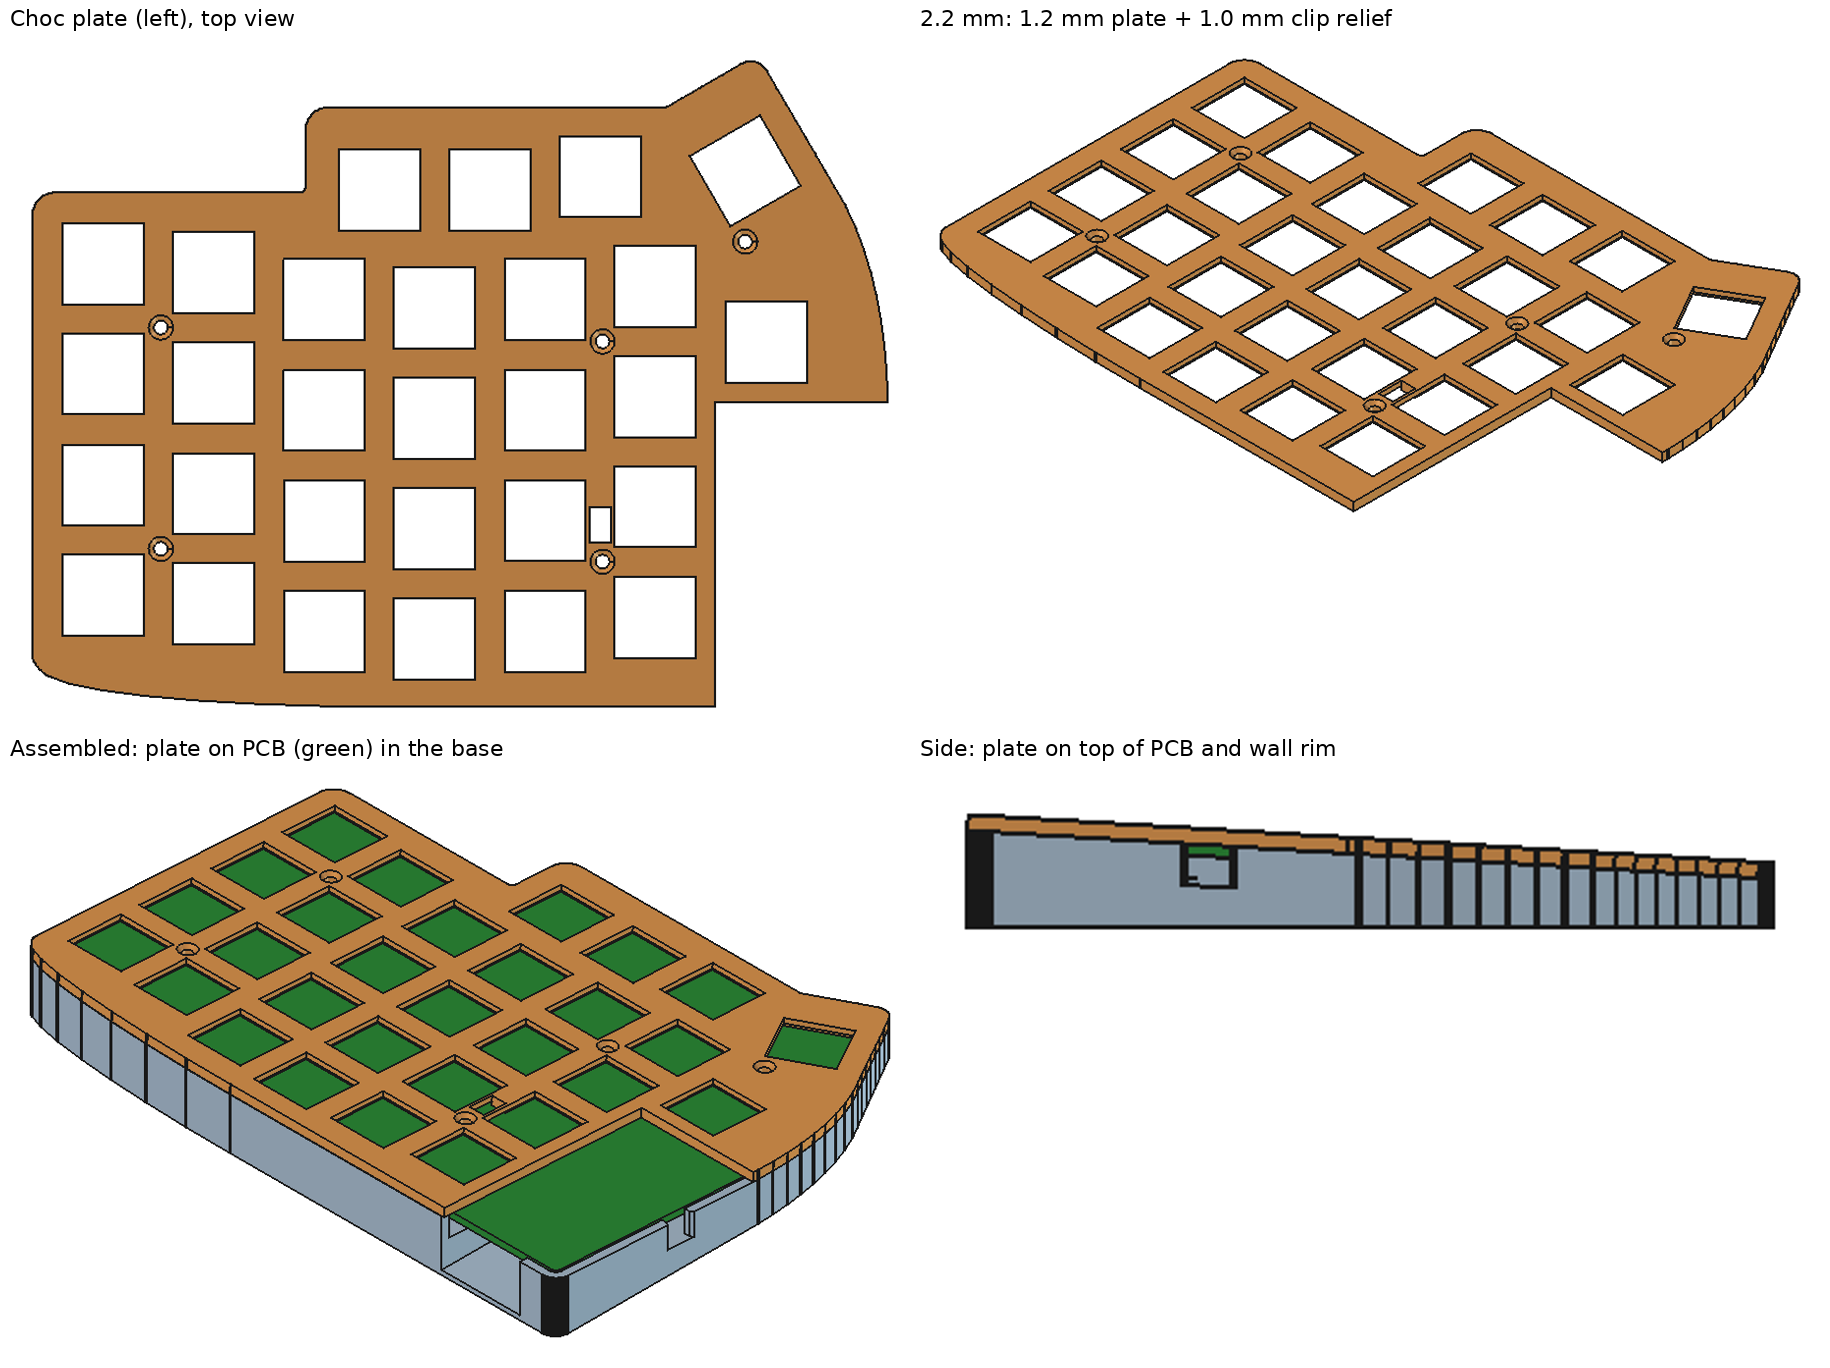 Choc plate (left), top view
2.2 mm: 1.2 mm plate + 1.0 mm clip relief
Assembled: plate on PCB (green) in the base
Side: plate on top of PCB and wall rim